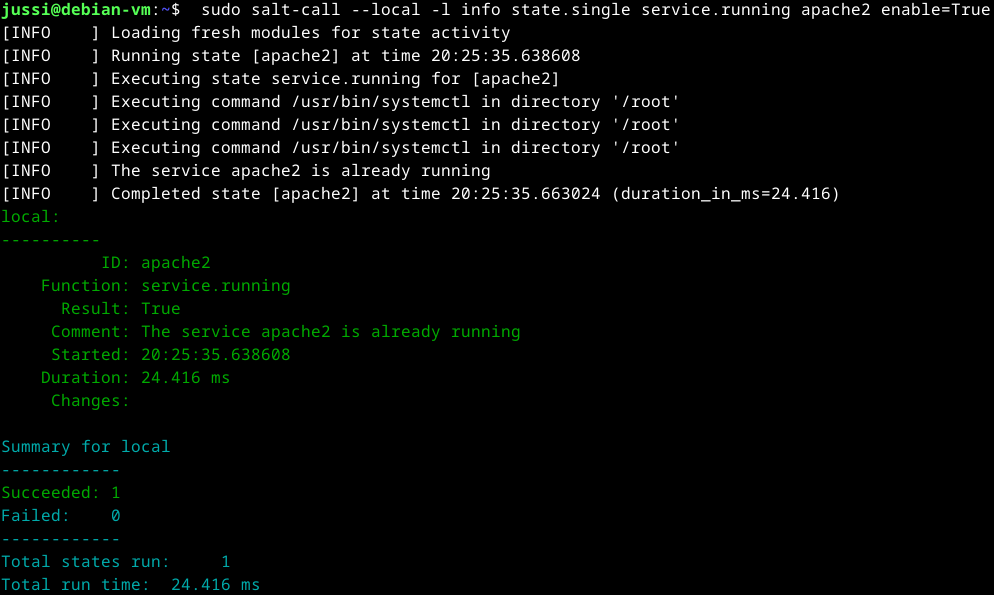 jussi@debian-vm:~$  sudo salt-call --local -l info state.single service.running apache2 enable=True
[INFO    ] Loading fresh modules for state activity
[INFO    ] Running state [apache2] at time 20:25:35.638608
[INFO    ] Executing state service.running for [apache2]
[INFO    ] Executing command /usr/bin/systemctl in directory '/root'
[INFO    ] Executing command /usr/bin/systemctl in directory '/root'
[INFO    ] Executing command /usr/bin/systemctl in directory '/root'
[INFO    ] The service apache2 is already running
[INFO    ] Completed state [apache2] at time 20:25:35.663024 (duration_in_ms=24.416)
local:
----------
          ID: apache2
    Function: service.running
      Result: True
     Comment: The service apache2 is already running
     Started: 20:25:35.638608
    Duration: 24.416 ms
     Changes:
Summary for local
------------
Succeeded: 1
Failed:    0
------------
Total states run:     1
Total run time:  24.416 ms